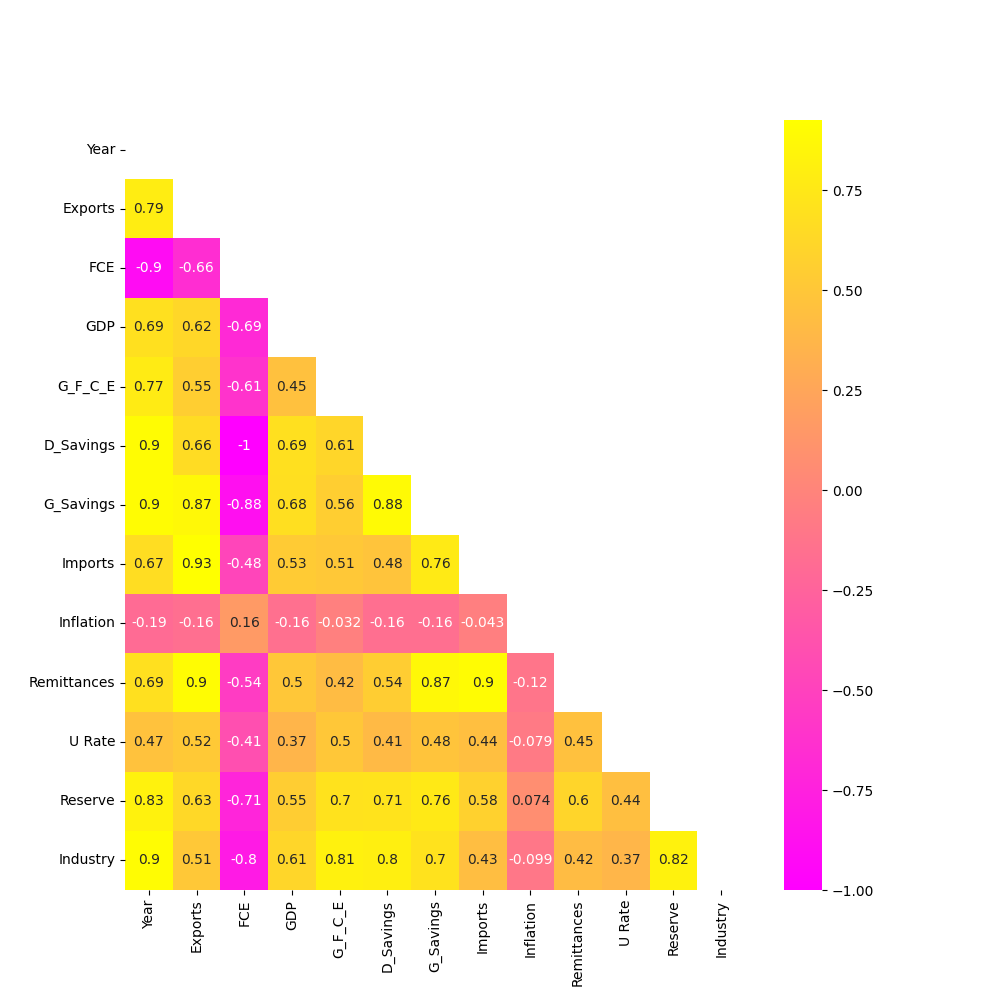 Year
Exports 0.79
FCE -0.9 -0.66
GDP 0.69 0.62 -0.69
G_F_C_E 0.77 0.55 -0.61 0.45
D_Savings 0.9 0.66 -1 0.69 0.61
G_Savings 0.9 0.87 -0.88 0.68 0.56 0.88
Imports 0.67 0.93 -0.48 0.53 0.51 0.48 0.76
Inflation -0.19 -0.16 0.16 -0.16 -0.032 -0.16 -0.16 -0.043
Remittances 0.69 0.9 -0.54 0.5 0.42 0.54 0.87 0.9 -0.12
U Rate 0.47 0.52 -0.41 0.37 0.5 0.41 0.48 0.44 -0.079 0.45
Reserve 0.83 0.63 -0.71 0.55 0.7 0.71 0.76 0.58 0.074 0.6 0.44
Industry 0.9 0.51 -0.8 0.61 0.81 0.8 0.7 0.43 -0.099 0.42 0.37 0.82
Year Exports FCE GDP G_F_C_E D_Savings G_Savings Imports Inflation Remittances U Rate Reserve Industry
0.75
0.50
0.25
0.00
−0.25
−0.50
−0.75
−1.00